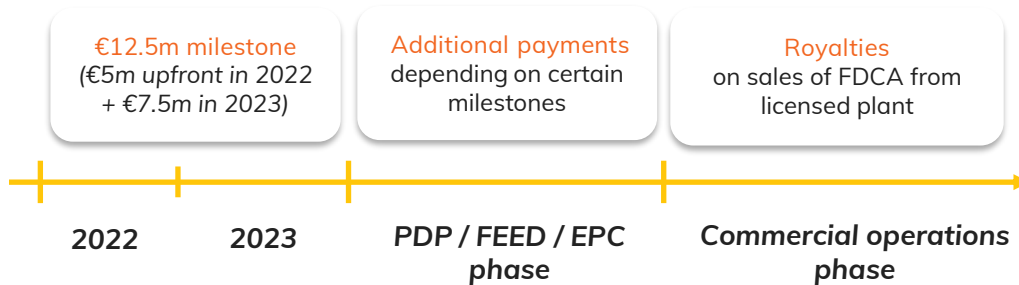 €12.5m milestone
(€5m upfront in 2022
+ €7.5m in 2023)
Additional payments
depending on certain
milestones
Royalties
on sales of FDCA from
licensed plant
2022
2023
PDP / FEED / EPC
phase
Commercial operations
phase